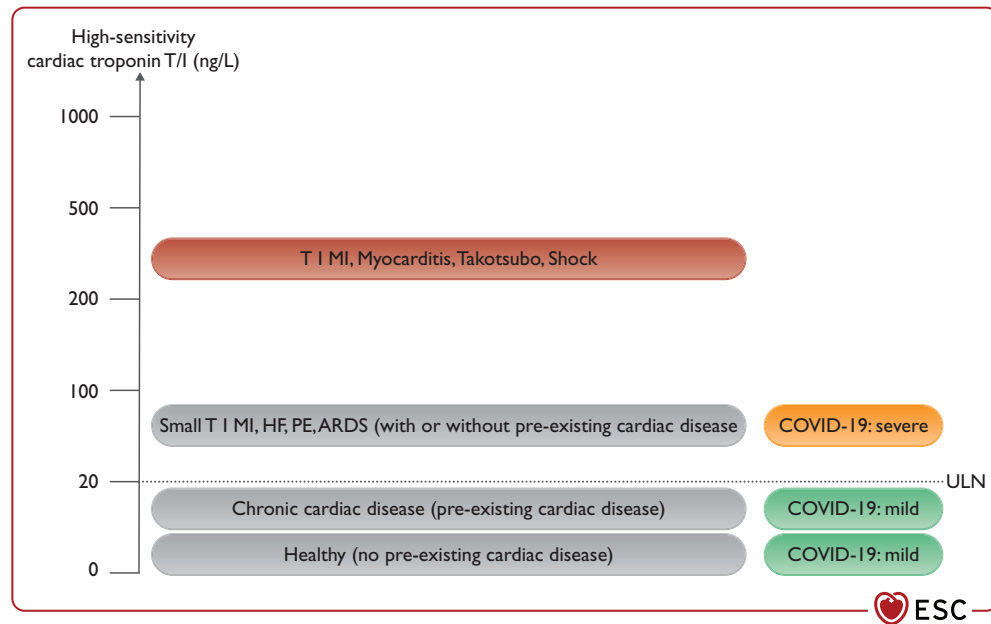 High-sensitivity
cardiac troponin T/I (ng/L)
1000
500
T I MI, Myocarditis, Takotsubo, Shock
200
100
Small T I MI, HF, PE, ARDS (with or without pre-existing cardiac disease
COVID-19: severe
20
ULN
Chronic cardiac disease (pre-existing cardiac disease)
COVID-19: mild
Healthy (no pre-existing cardiac disease)
COVID-19: mild
0
ESC